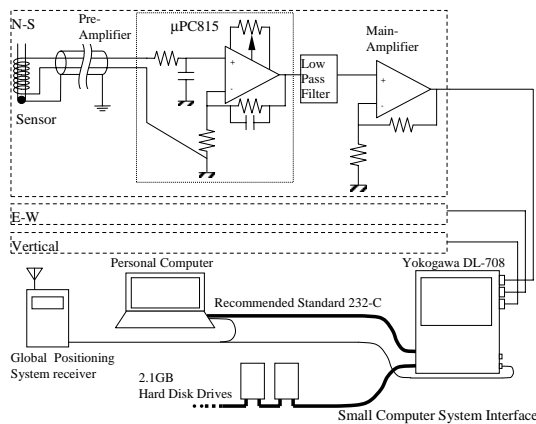 N-S
Pre-
Amplifier
μPC815
Main-
Amplifier
+
-
Low
Pass
Filter
+
-
Sensor
E-W
Vertical
Personal Computer
Yokogawa DL-708
Recommended Standard 232-C
Global Positioning
System receiver
2.1GB
Hard Disk Drives
Small Computer System Interface